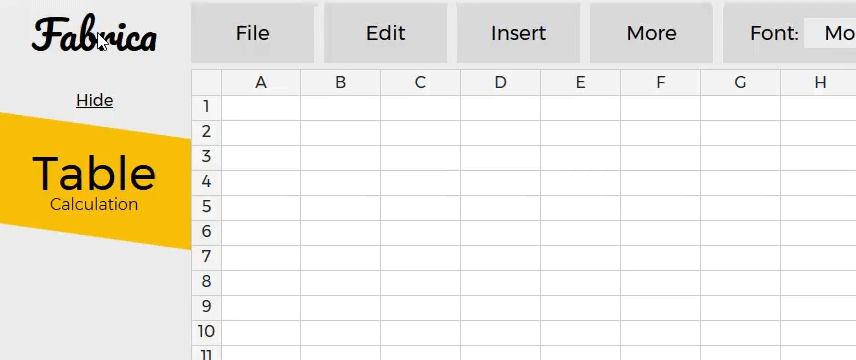 Fabrica
File Edit Insert More Font: Mo
Hide
Table
Calculation
A B C D E F G H
1
2
3
4
5
6
7
8
9
10
11